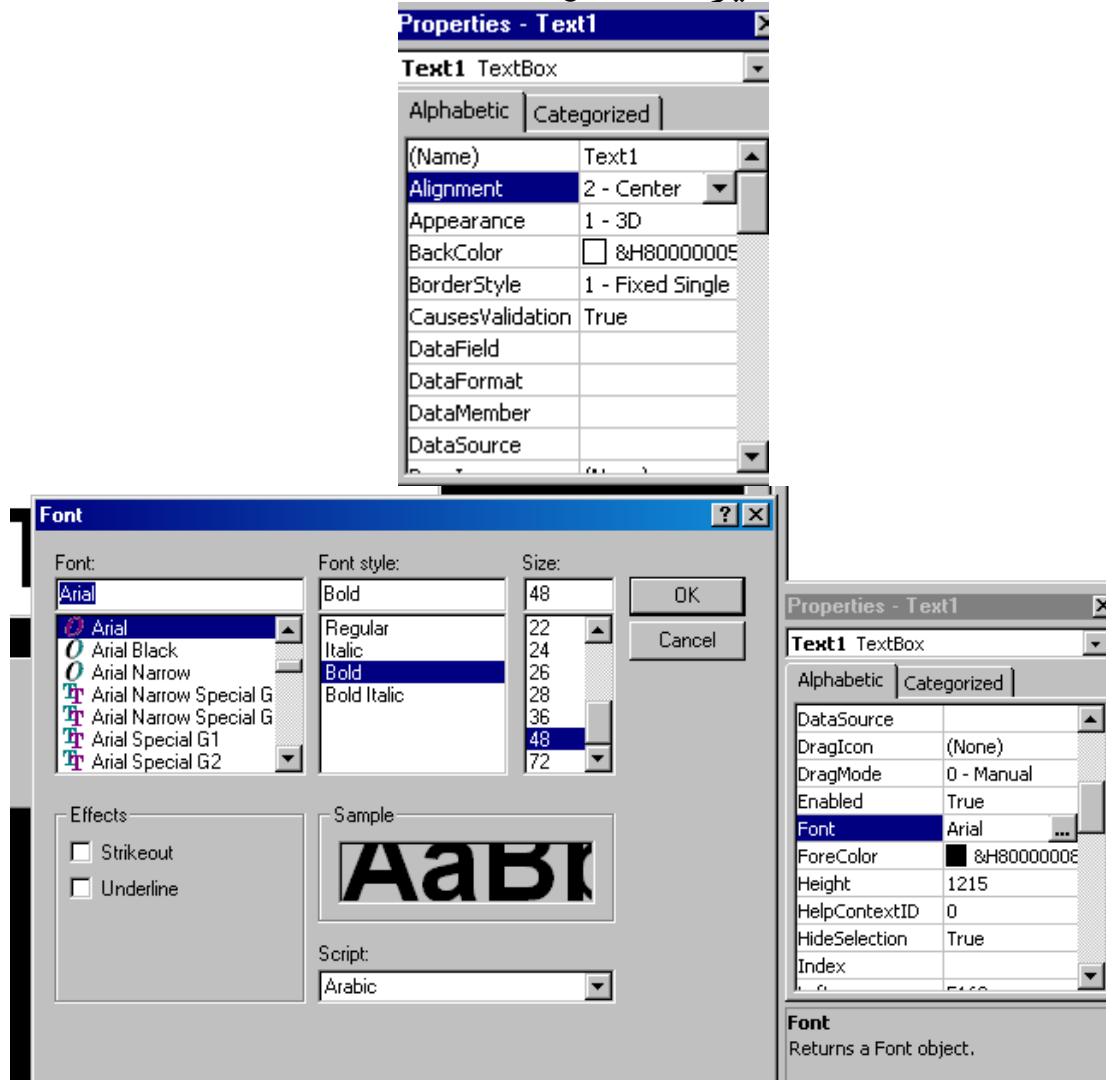 Properties - Text1
Text1 TextBox
Alphabetic Categorized
(Name) Text1
Alignment 2 - Center
Appearance 1 - 3D
BackColor &H80000005
BorderStyle 1 - Fixed Single
CausesValidation True
DataField
DataFormat
DataMember
DataSource
Font
Font: Font style: Size:
Arial Bold 48 OK
Cancel
Arial Regular 22
Arial Black Italic 24
Arial Narrow Bold 26
Arial Narrow Special G Bold Italic 28
Arial Narrow Special G 36
Arial Special G1 48
Arial Special G2 72
Effects Sample
Strikeout
Underline
AaB
Script:
Arabic
Properties - Text1
Text1 TextBox
Alphabetic Categorized
DataSource
DragIcon (None)
DragMode 0 - Manual
Enabled True
Font Arial ...
ForeColor &H80000008
Height 1215
HelpContextID 0
HideSelection True
Index
Font
Returns a Font object.